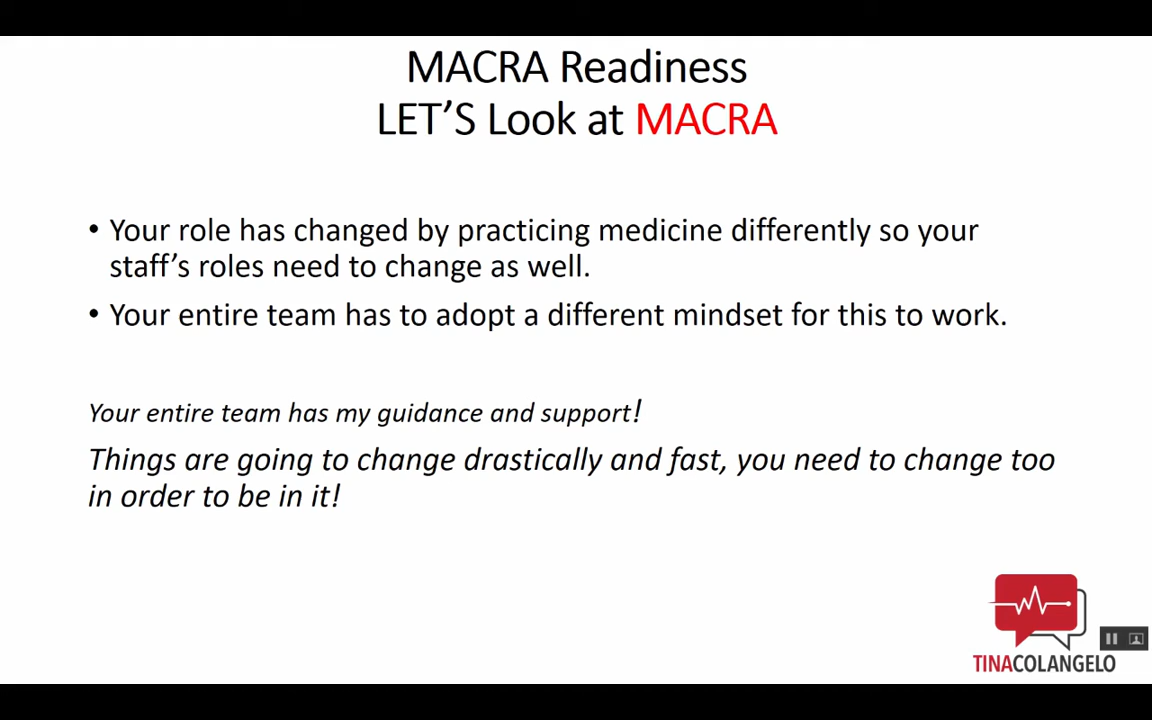 MACRA Readiness
LET’S Look at MACRA
• Your role has changed by practicing medicine differently so your
staff’s roles need to change as well.
• Your entire team has to adopt a different mindset for this to work.
Your entire team has my guidance and support!
Things are going to change drastically and fast, you need to change too
in order to be in it!
TINACOLANGELO